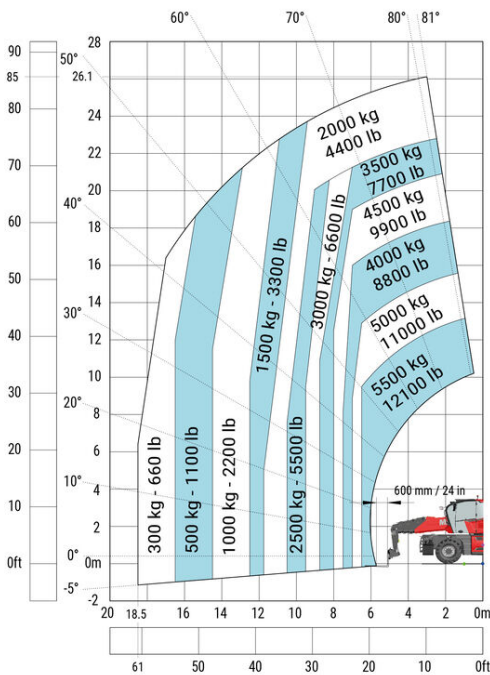 60°
70°
80°
81°
28
90
50°
85
26.1
80
24
2000 kg
4400 lb
22
3500 kg
7700 lb
70
20
4500 kg
9900 lb
40°
60
18
3000 kg - 6600 lb
4000 kg
8800 lb
16
50
14
1500 kg - 3300 lb
5000 kg
11000 lb
30°
40
12
5500 kg
12100 lb
30
10
20°
8
20
6
10°
300 kg - 660 lb
500 kg - 1100 lb
1000 kg - 2200 lb
2500 kg - 5500 lb
4
600 mm / 24 in
10
2
0ft
0°
0m
-5°
-2
20
18.5
16
14
12
10
8
6
4
2
0m
61
50
40
30
20
10
0ft